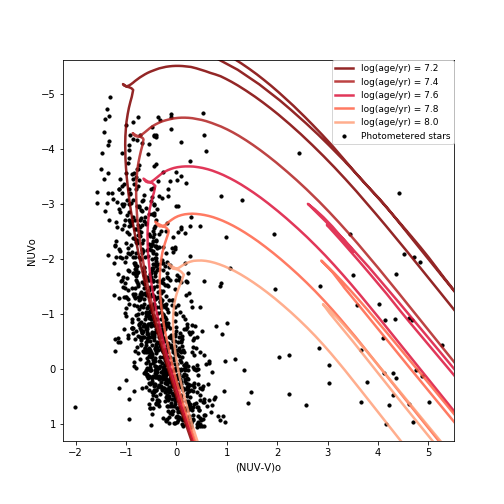 log(age/yr) = 7.2
log(age/yr) = 7.4
log(age/yr) = 7.6
log(age/yr) = 7.8
log(age/yr) = 8.0
Photometered stars
−5
−4
−3
−2
−1
0
1
NUVo
−2
−1
0
1
2
3
4
5
(NUV-V)o